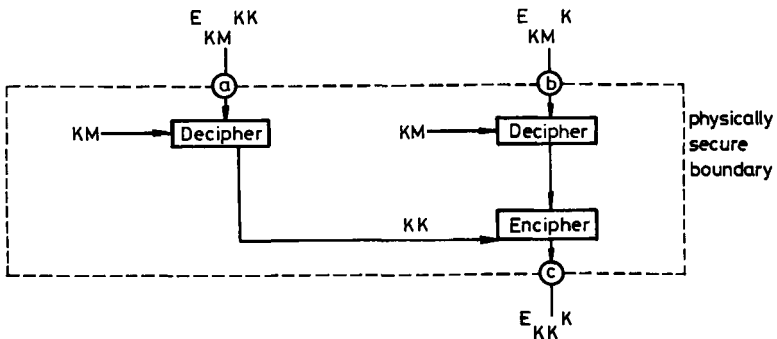 E KK
KM
E K
KM
a
b
KM
Decipher
KM
Decipher
physically
secure
boundary
KK
Encipher
c
E K
KK